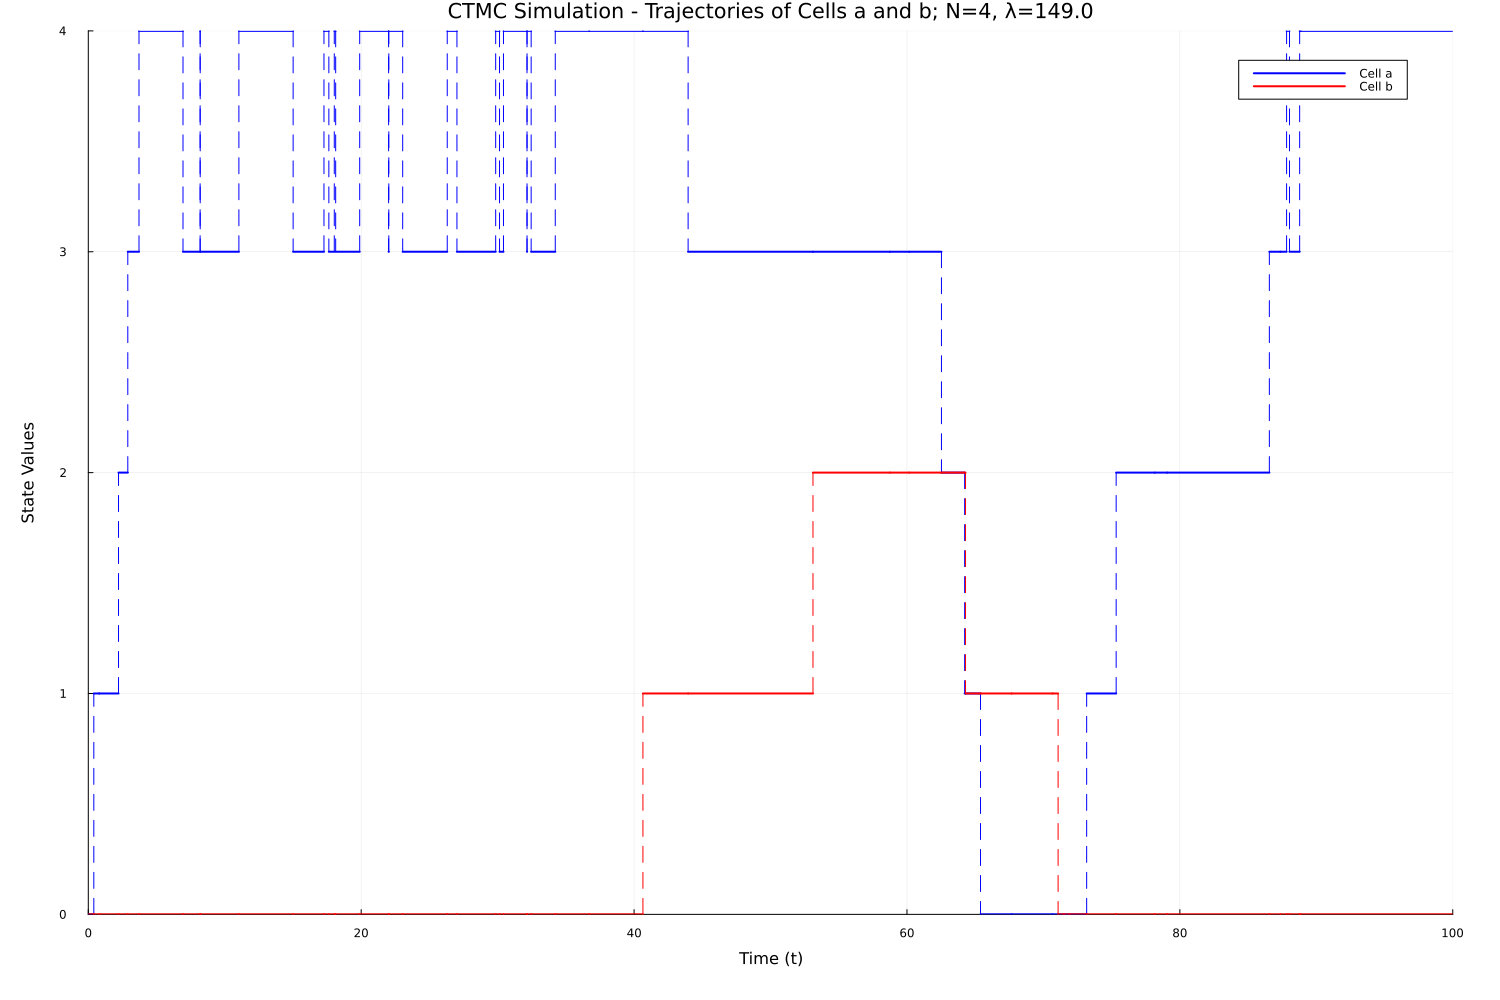 CTMC Simulation - Trajectories of Cells a and b; N=4, λ=149.0
4
Cell a
Cell b
3
State Values
2
1
0
0 20 40 60 80 100
Time (t)